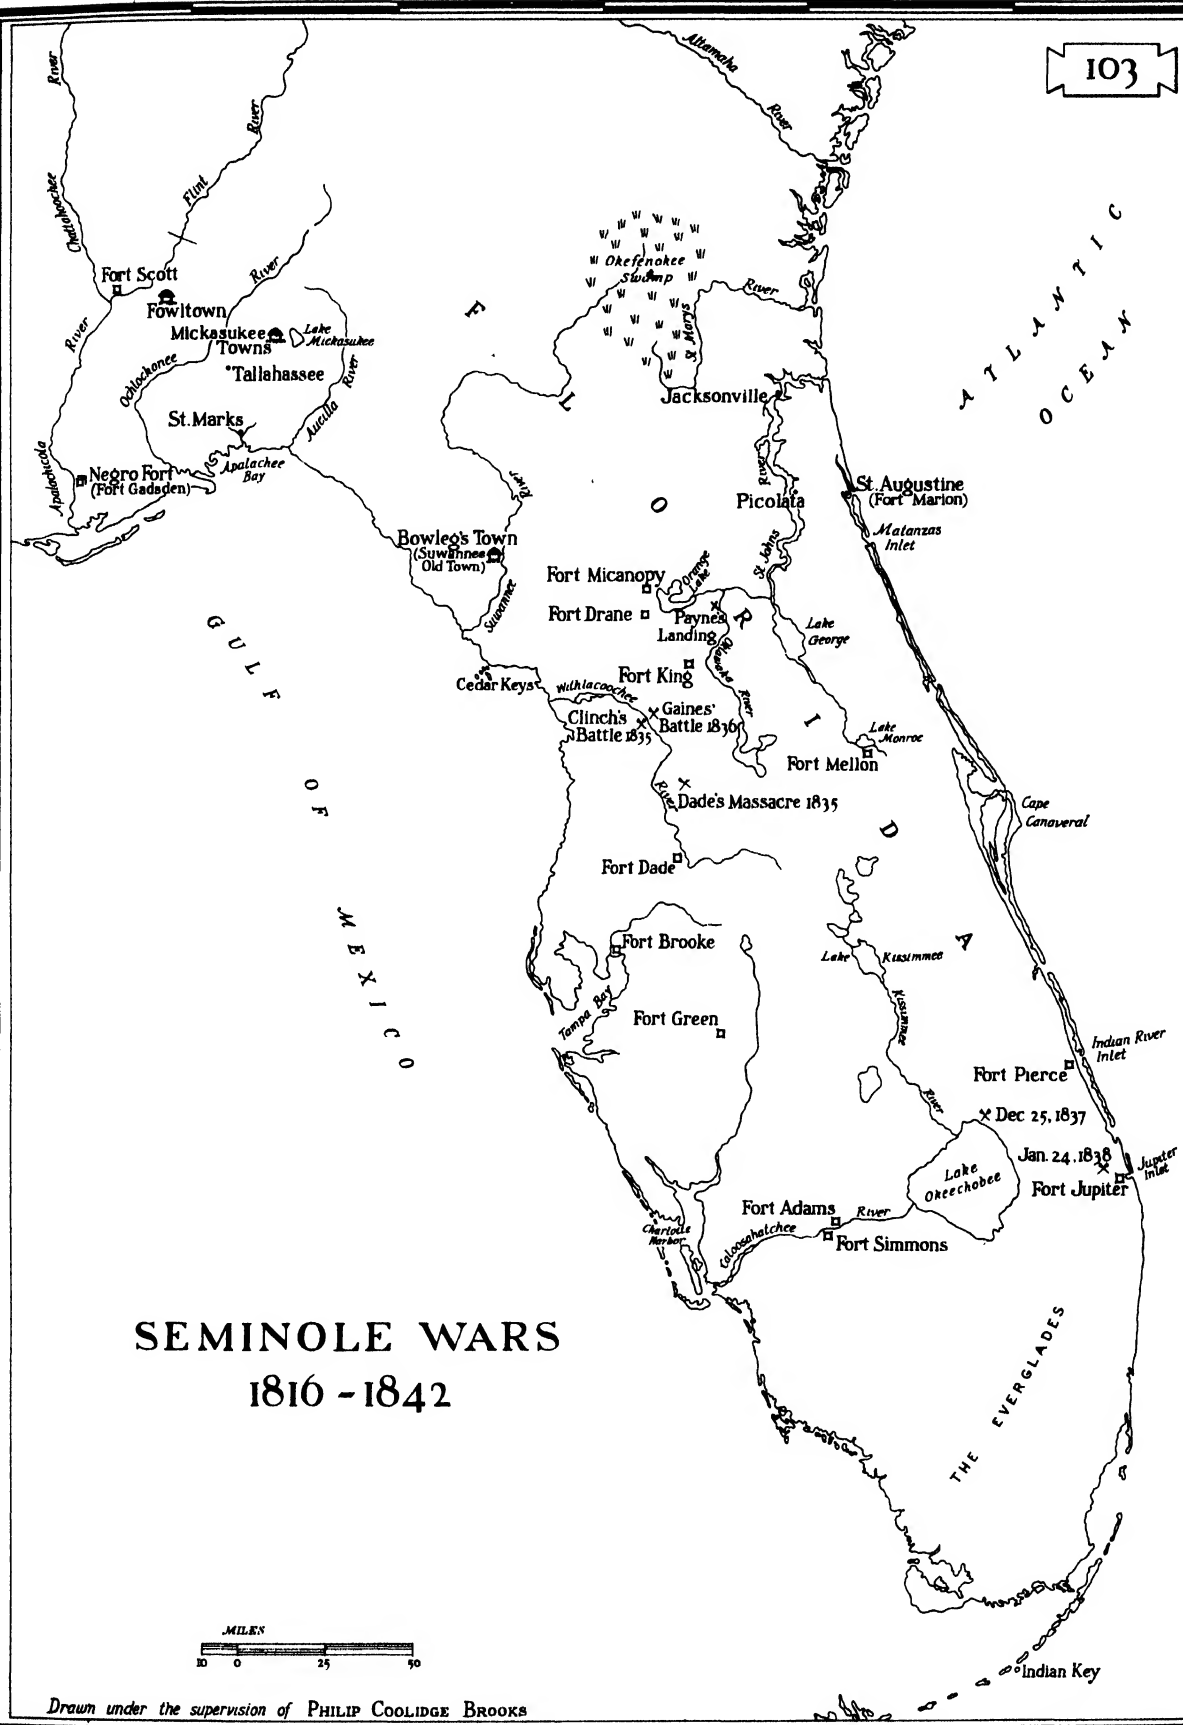 103
Altamaha
River
River
Chattahoochee
River
Flint
ATLANTIC
OCEAN
Okefenokee
Swamp
River
St Marys
Fort Scott
Fowltown
River
Mickasukee
Towns
Lake
Mickasukee
Tallahassee
River
Ochlockonee
River
Aucilla
St. Marks
Apalachee
Bay
Apalachicola
Negro Fort
(Fort Gadsden)
FLORIDA
Jacksonville
River
St Johns
Picolata
St. Augustine
(Fort Marion)
Matanzas
Inlet
River
Suwannee
Bowleg's Town
(Suwannee
Old Town)
Fort Micanopy
Orange
Lake
Fort Drane
Payne's
Landing
Oklawaha
River
Lake
George
Fort King
Cedar Keys
Withlacoochee
River
Clinch's
Battle 1835
Gaines'
Battle 1836
Lake
Monroe
Fort Mellon
Dade's Massacre 1835
Cape
Canaveral
Fort Dade
GULF
OF
MEXICO
Fort Brooke
Tampa Bay
Lake
Kissimmee
Kissimmee
River
Fort Green
Indian River
Inlet
Fort Pierce
Dec 25, 1837
Jan. 24, 1838
Jupiter
Inlet
Fort Jupiter
Lake
Okeechobee
Fort Adams
River
Caloosahatchee
Fort Simmons
Charlotte
Harbor
SEMINOLE WARS
1816 - 1842
THE EVERGLADES
MILES
10 0 25 50
Indian Key
Drawn under the supervision of PHILIP COOLIDGE BROOKS